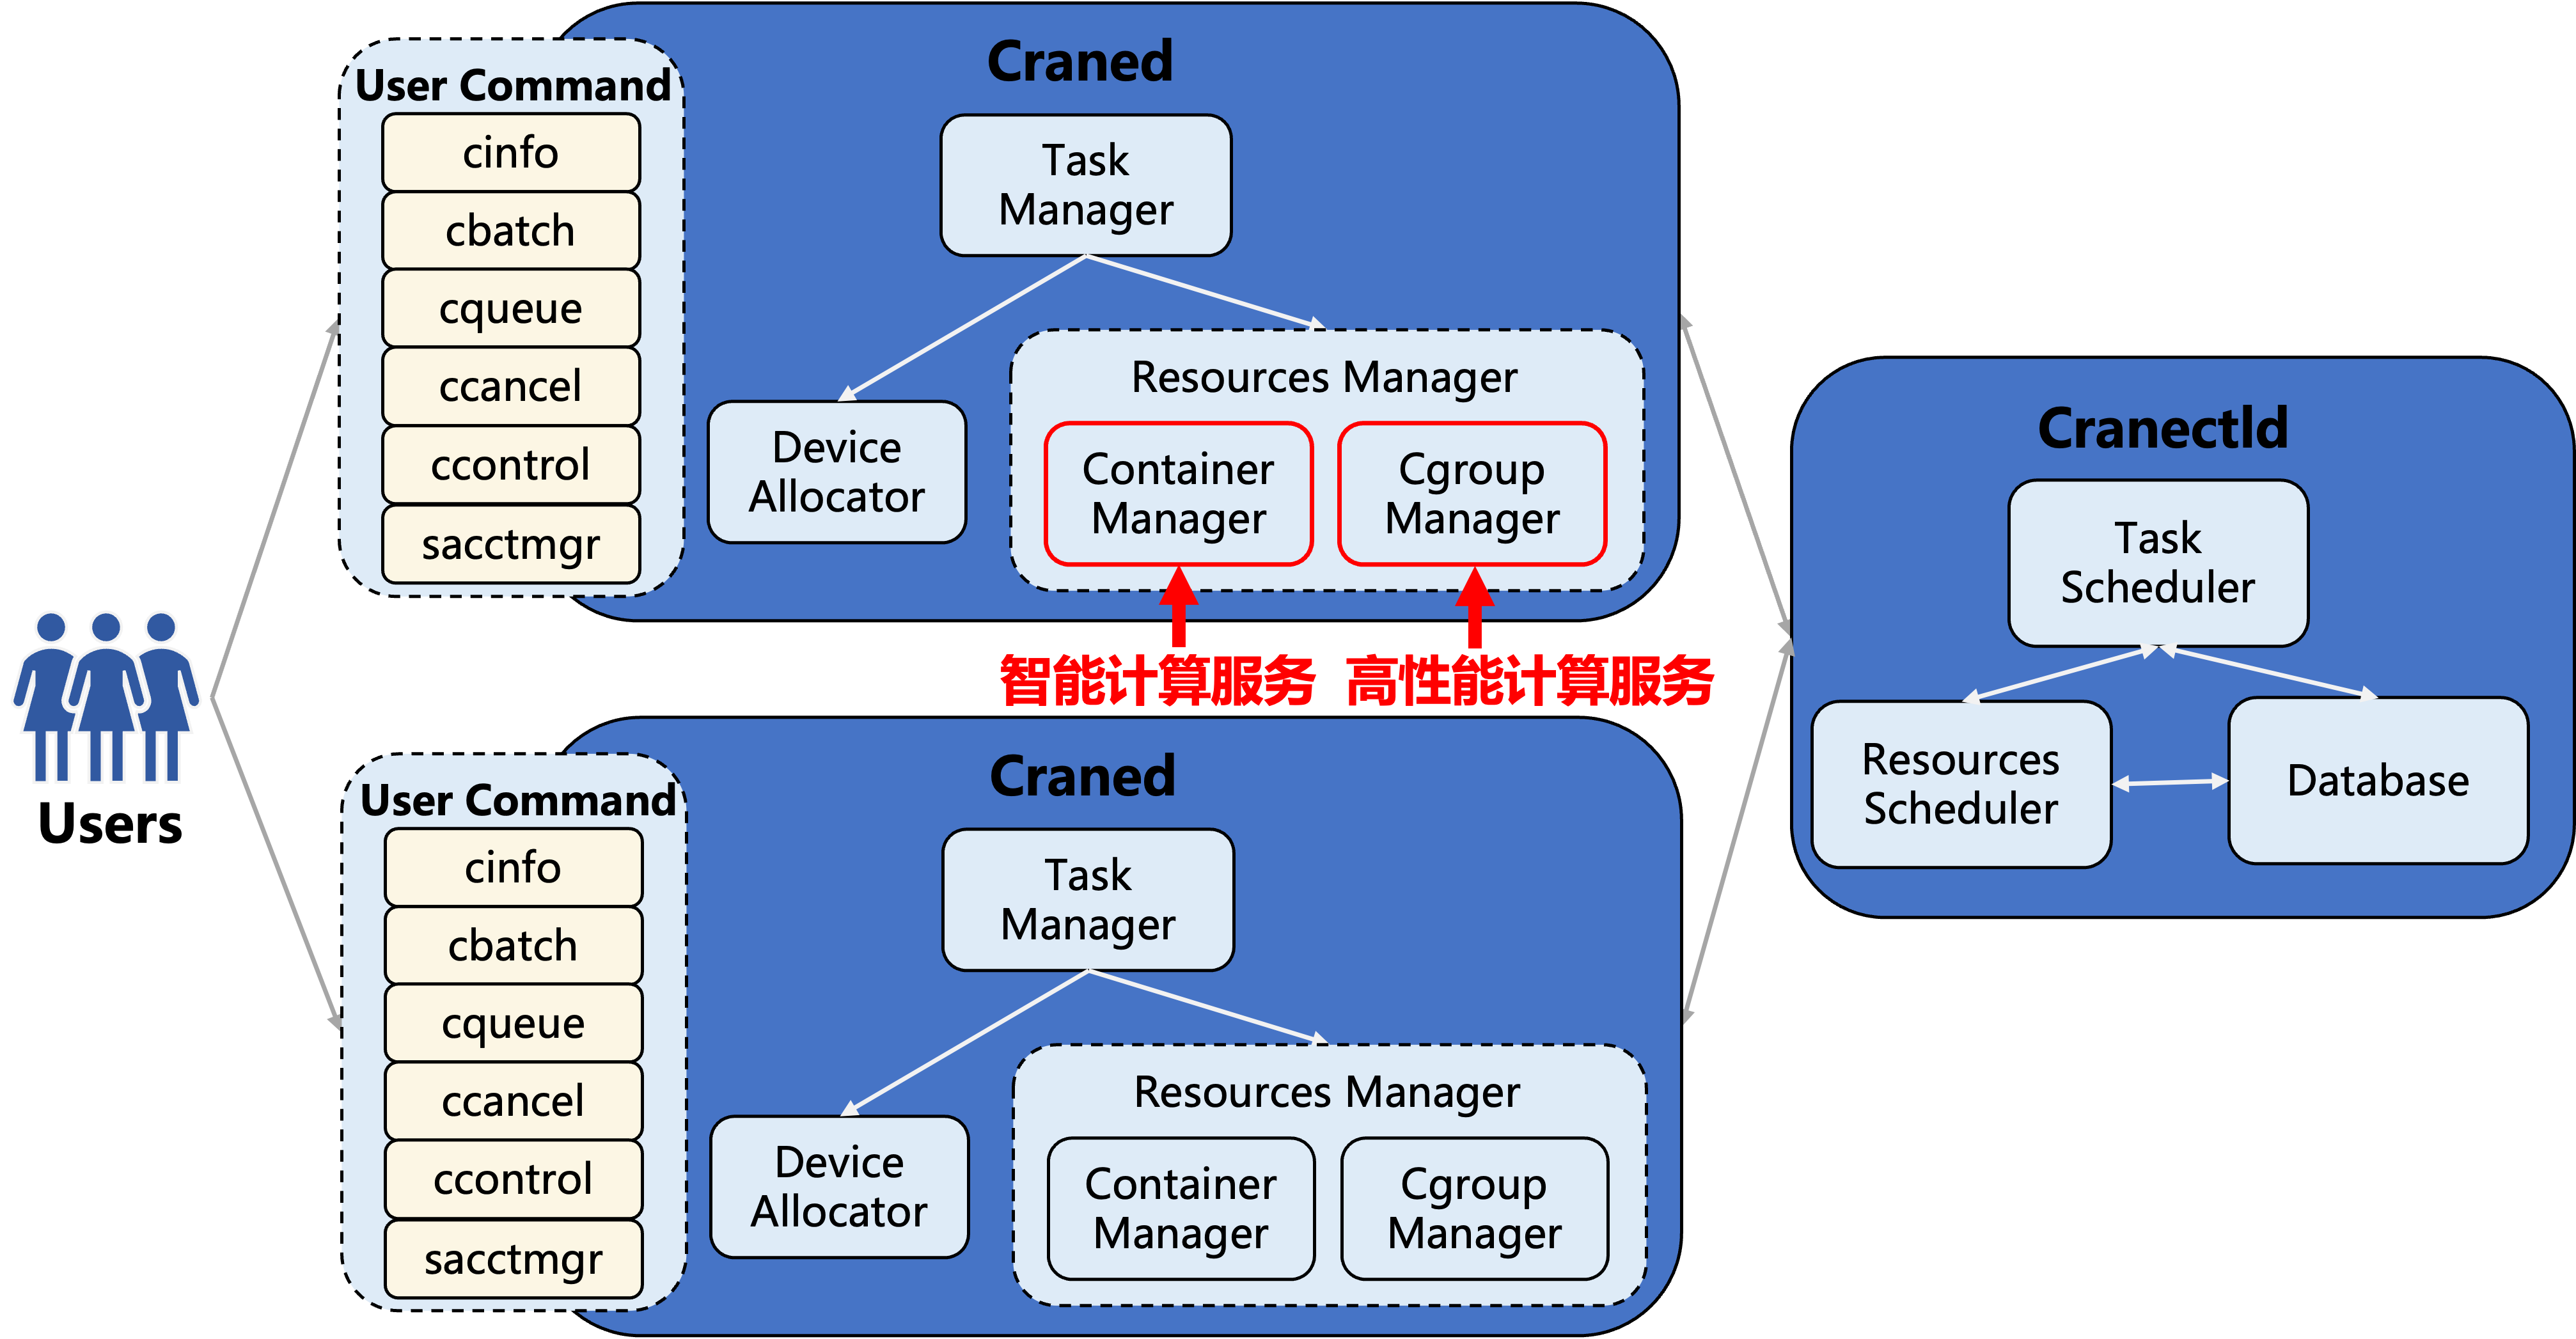 Users
User Command
cinfo
cbatch
cqueue
ccancel
ccontrol
sacctmgr
Craned
Task
Manager
Device
Allocator
Resources Manager
Container
Manager
Cgroup
Manager
智能计算服务
高性能计算服务
User Command
cinfo
cbatch
cqueue
ccancel
ccontrol
sacctmgr
Craned
Task
Manager
Device
Allocator
Resources Manager
Container
Manager
Cgroup
Manager
Cranectld
Task
Scheduler
Resources
Scheduler
Database